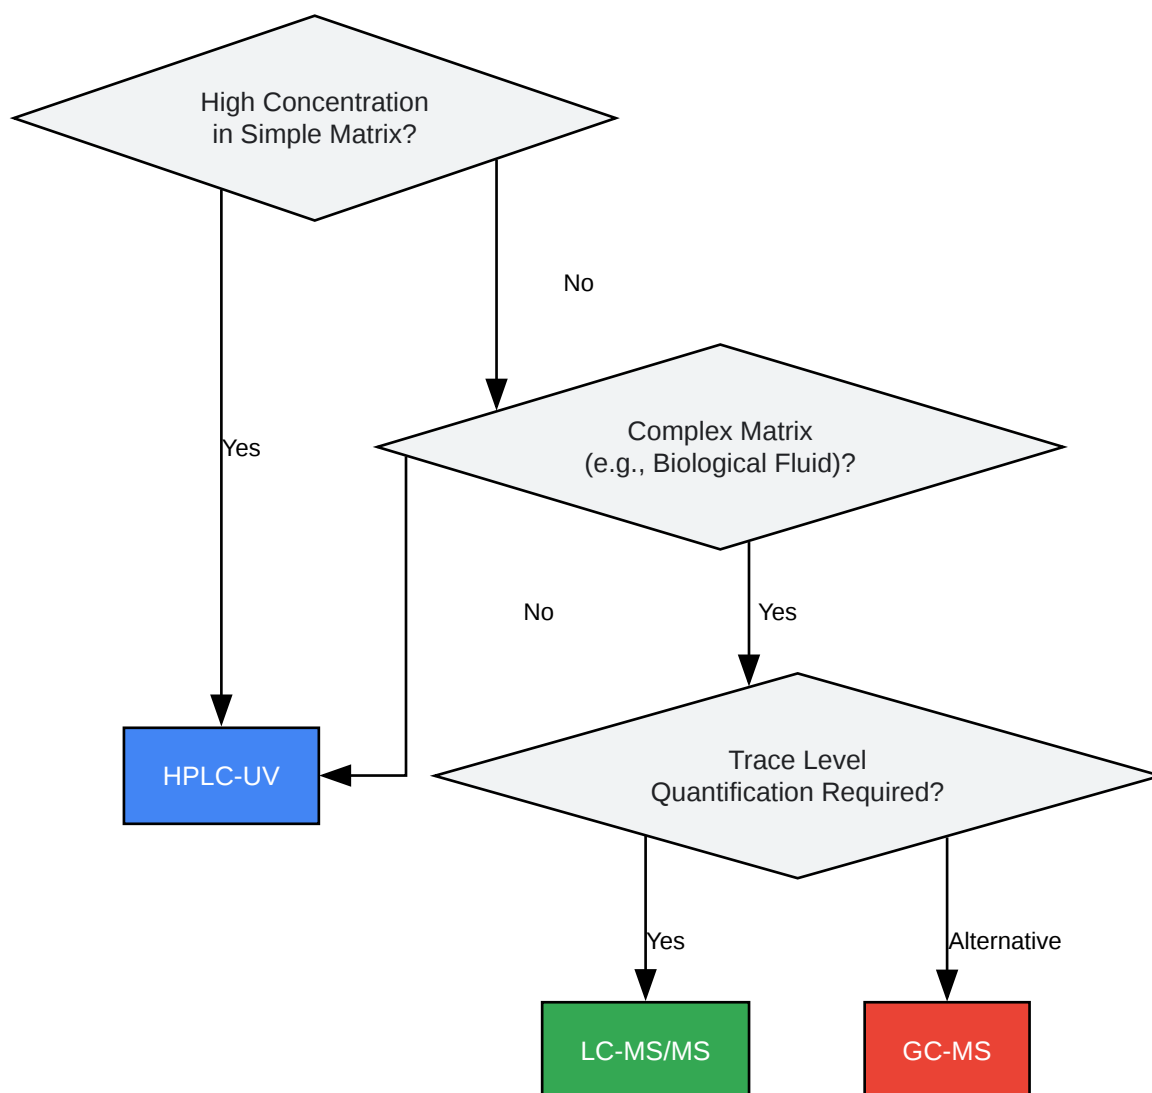 High Concentration
in Simple Matrix?
No
Complex Matrix
(e.g., Biological Fluid)?
Yes
No
Yes
Trace Level
Quantification Required?
HPLC-UV
Yes
Alternative
LC-MS/MS
GC-MS